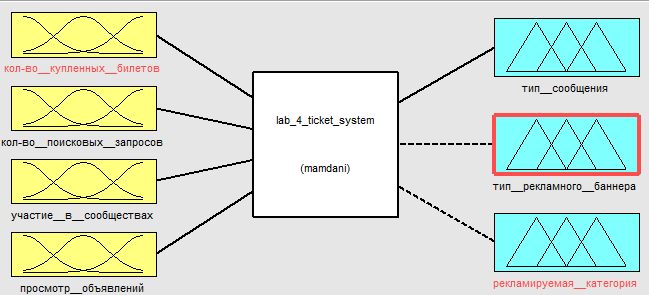 кол-во__купленных__билетов
кол-во__поисковых__запросов
участие__в__сообществах
просмотр__объявлений
lab_4_ticket_system
(mamdani)
тип__сообщения
тип__рекламного__баннера
рекламируемая__категория